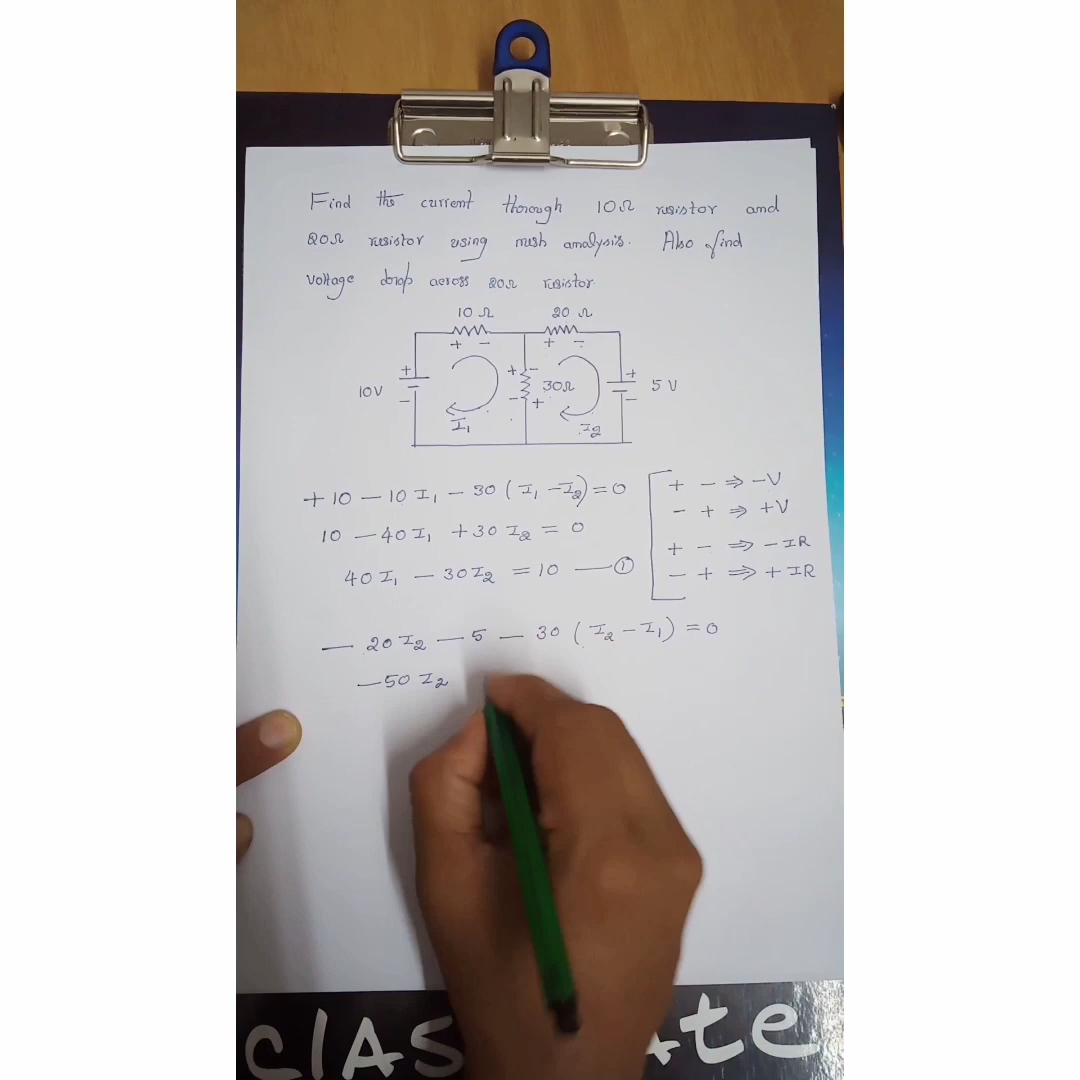 Find the current thorough 10Ω resistor and
20Ω resistor using mesh analysis. Also find
voltage drop across 20Ω resistor
10 Ω 20 Ω
+ - + -
+ + - +
10V 30Ω 5 V
- - + -
I₁ I₂
+10 - 10 I₁ - 30 (I₁ - I₂) = 0
10 - 40 I₁ + 30 I₂ = 0
40 I₁ - 30 I₂ = 10 — ①
+ - ⇒ -V
- + ⇒ +V
+ - ⇒ - IR
- + ⇒ + IR
- 20 I₂ - 5 - 30 (I₂ - I₁) = 0
- 50 I₂